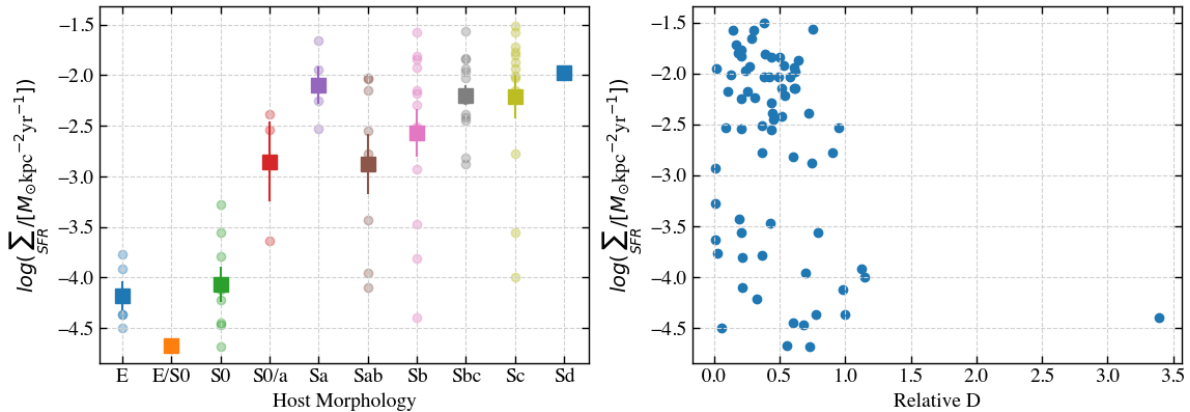 −1.5
−2.0
−2.5
−3.0
−3.5
−4.0
−4.5
log(∑SFR/[M⊙kpc−2yr−1])
E E/S0 S0 S0/a Sa Sab Sb Sbc Sc Sd
Host Morphology
−1.5
−2.0
−2.5
−3.0
−3.5
−4.0
−4.5
log(∑SFR/[M⊙kpc−2yr−1])
0.0 0.5 1.0 1.5 2.0 2.5 3.0 3.5
Relative D